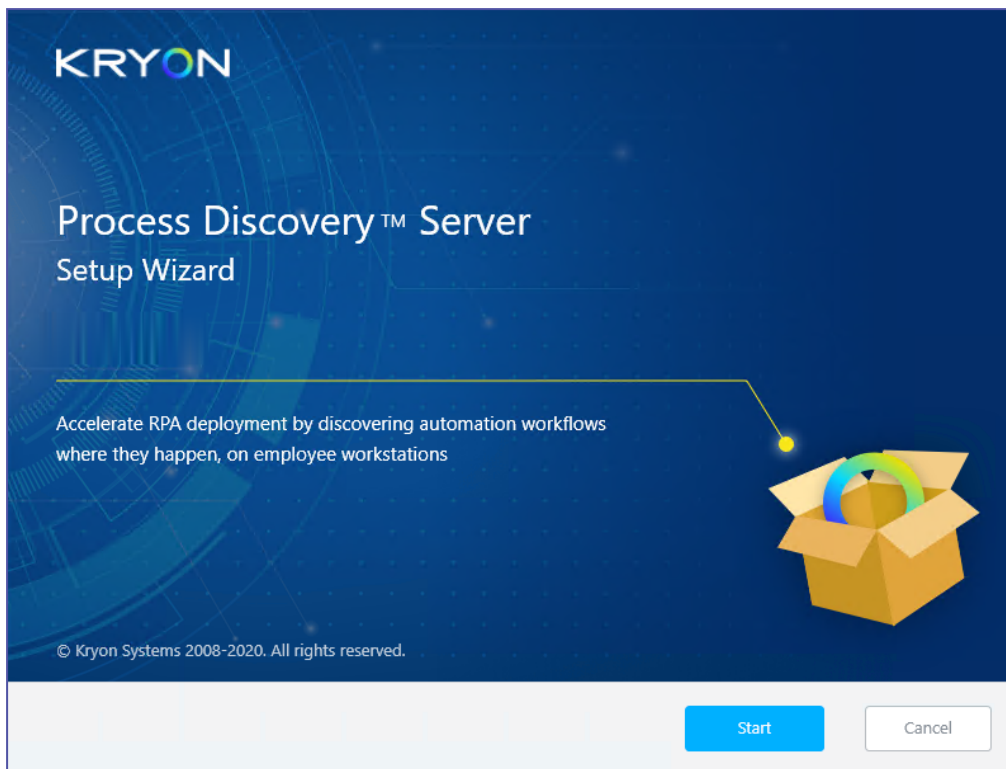 KRYON
Process Discovery™ Server
Setup Wizard
Accelerate RPA deployment by discovering automation workflows
where they happen, on employee workstations
© Kryon Systems 2008-2020. All rights reserved.
Start
Cancel